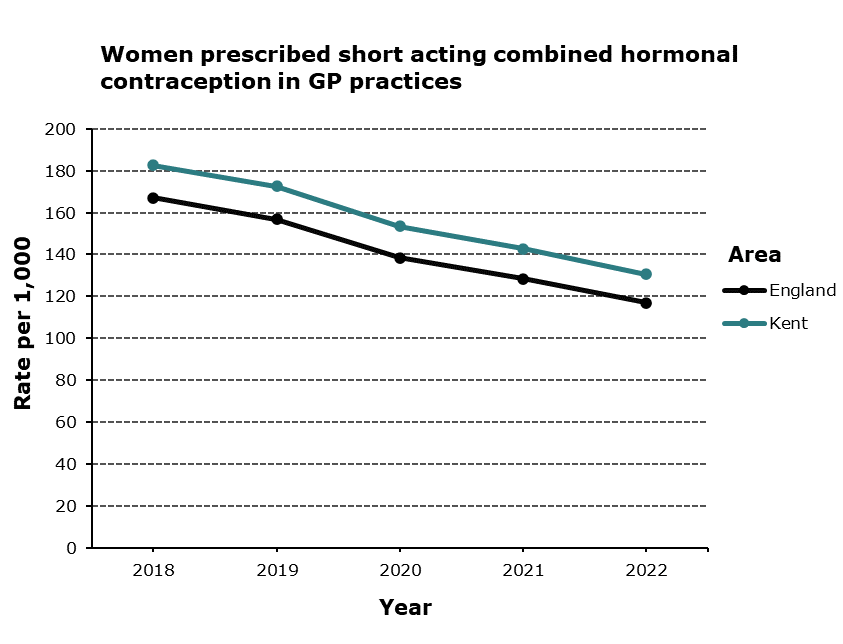 Women prescribed short acting combined hormonal
contraception in GP practices
200
180
160
140
120
100
80
60
40
20
0
Rate per 1,000
2018 2019 2020 2021 2022
Year
Area
England
Kent